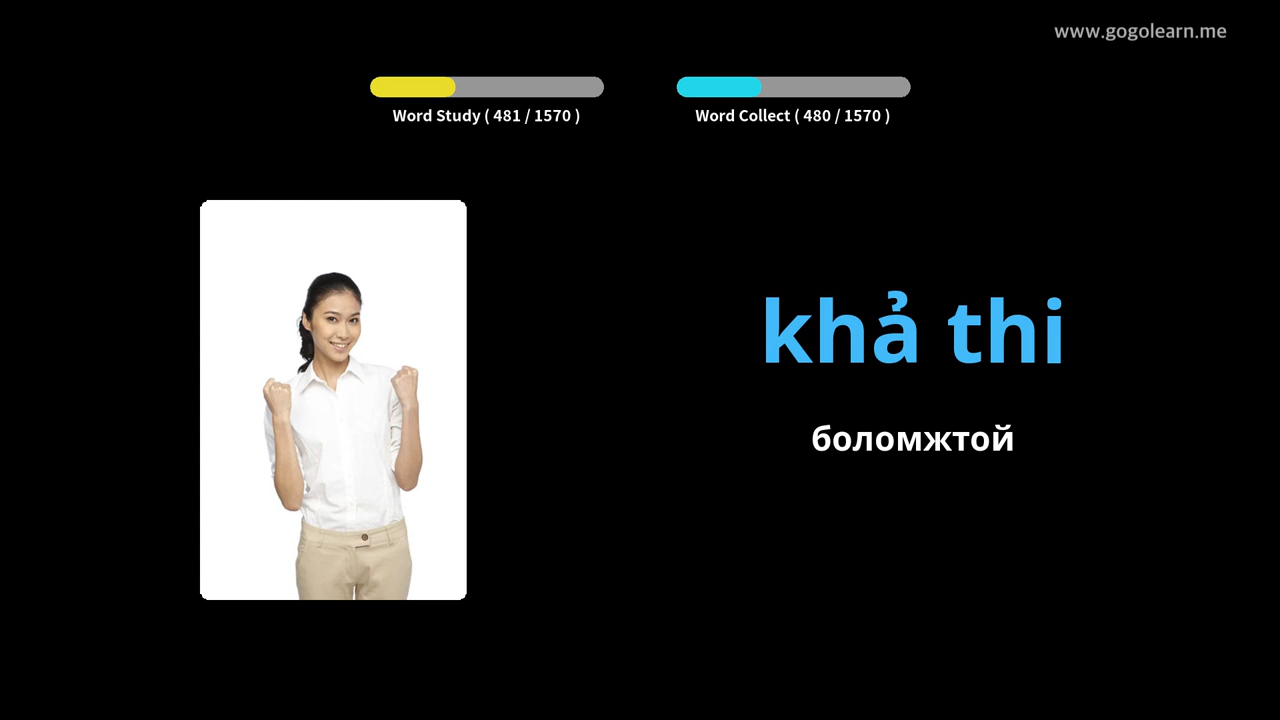 www.gogolearn.me
Word Study ( 481 / 1570 )
Word Collect ( 480 / 1570 )
khả thi
боломжтой